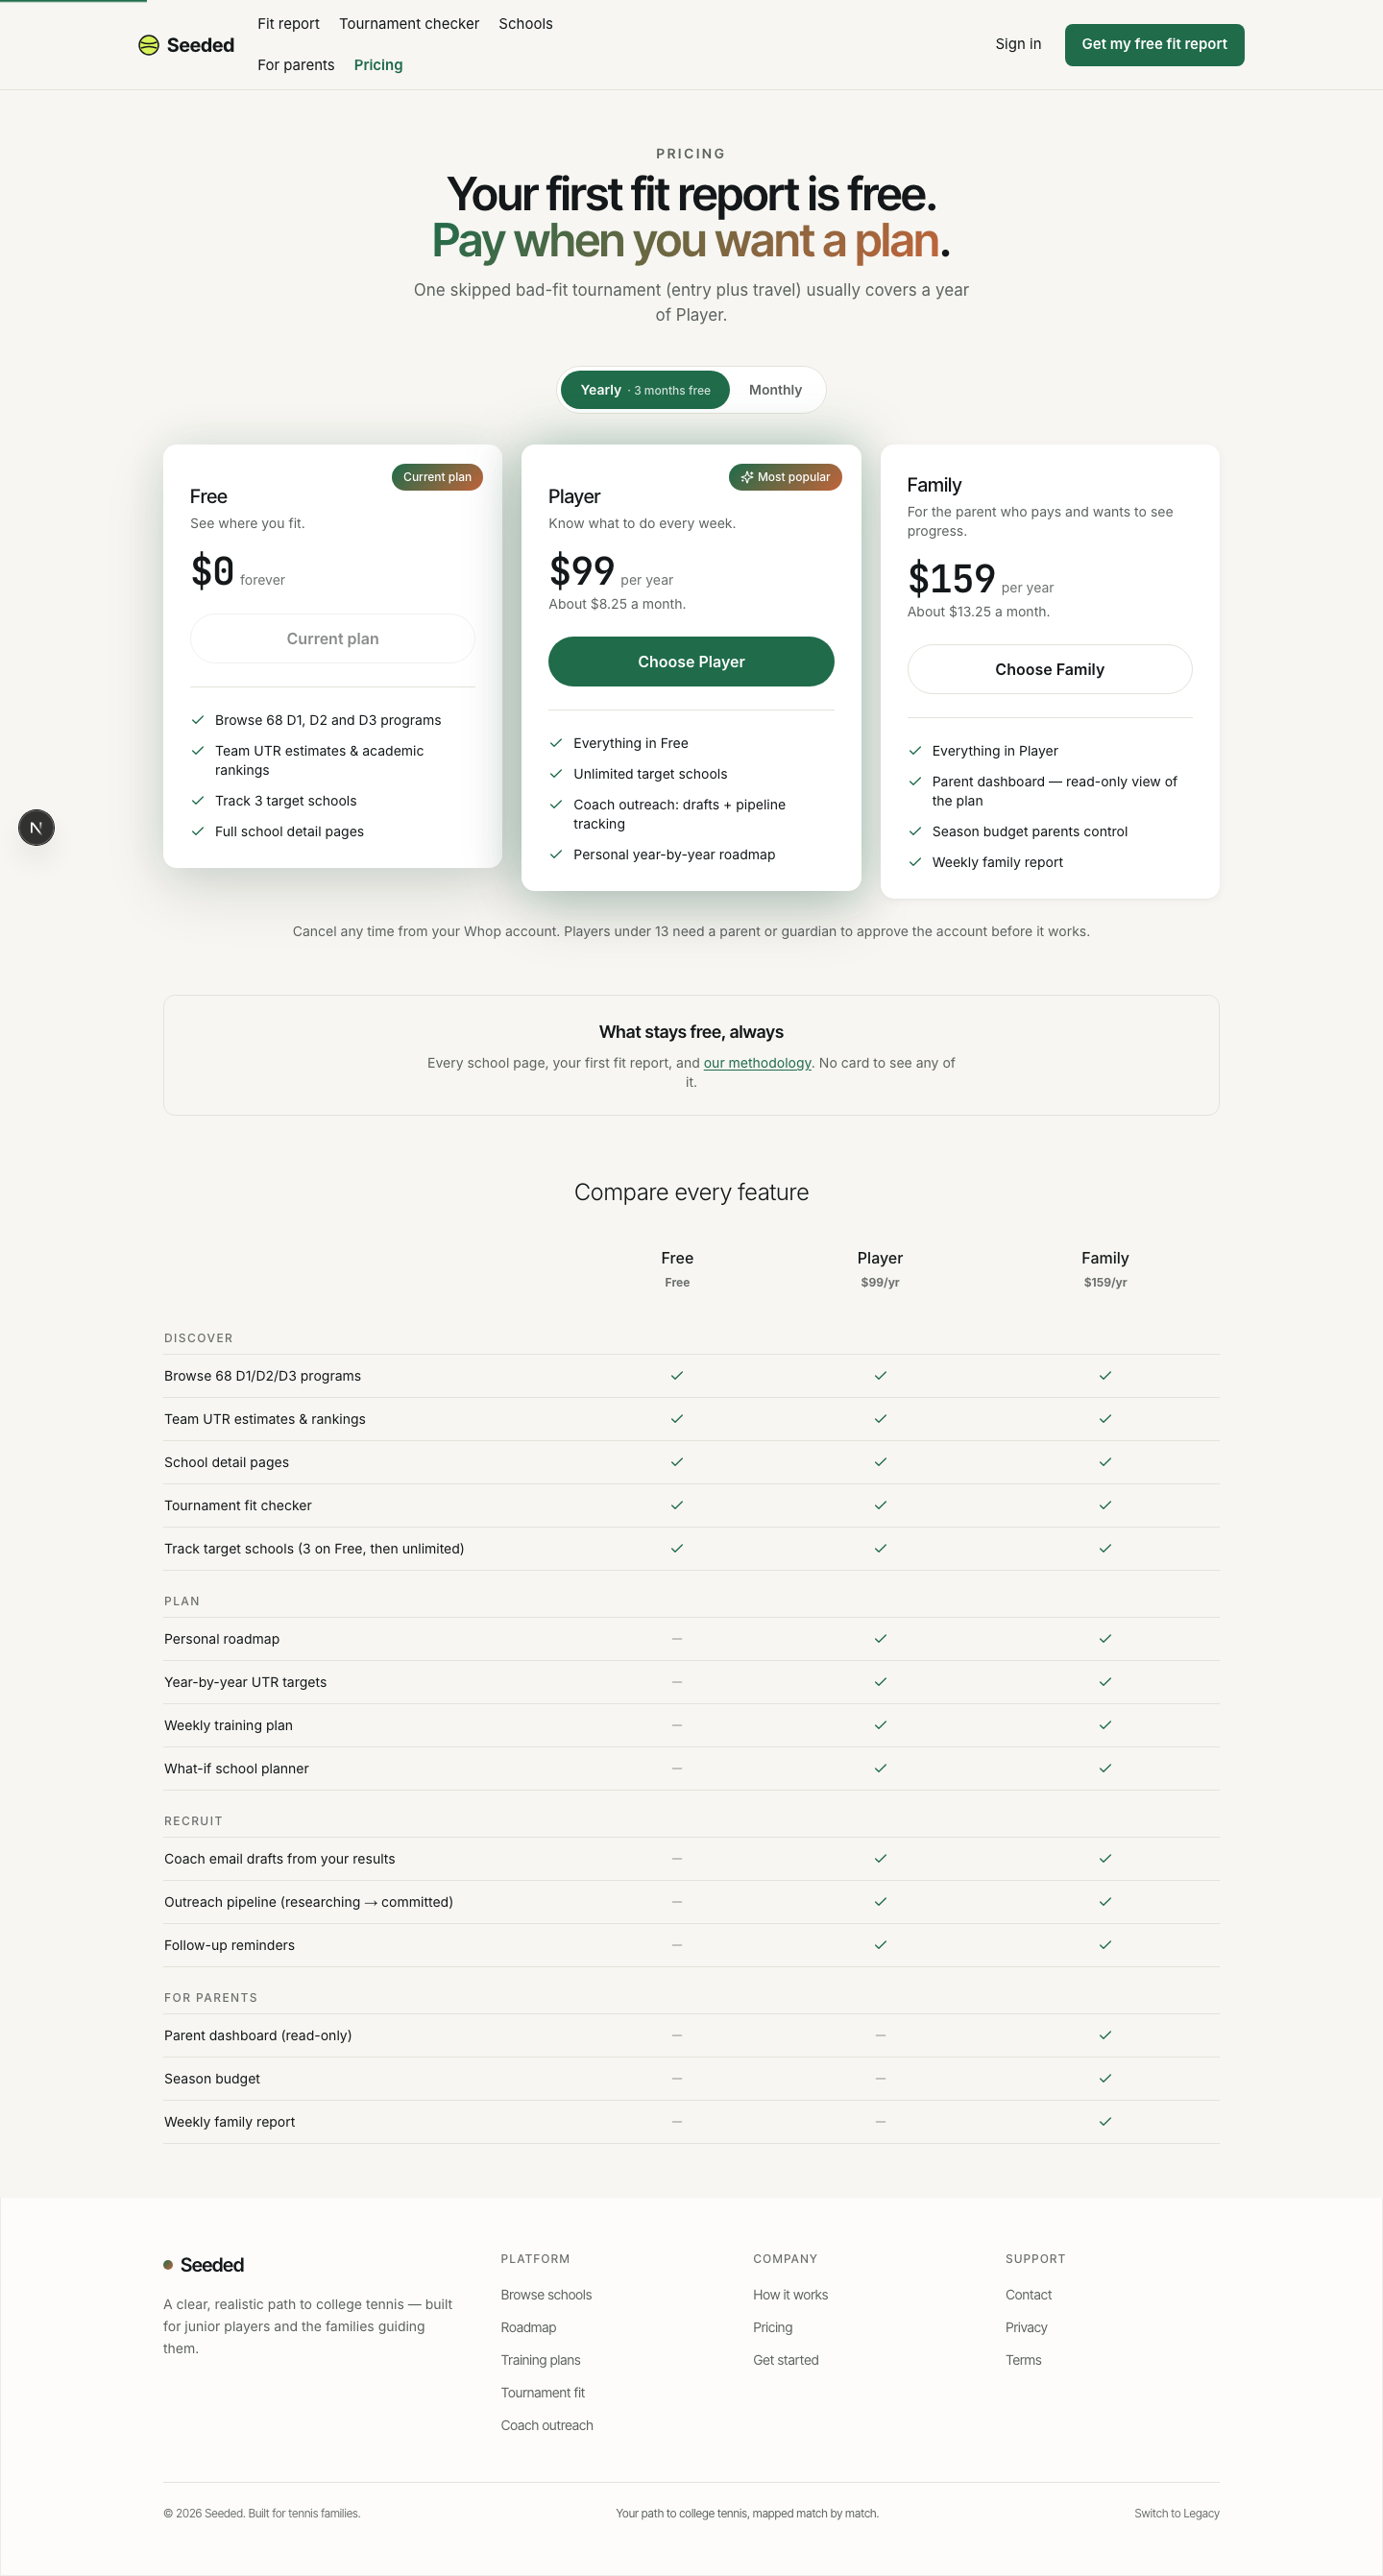 Seeded
Fit report Tournament checker Schools
For parents Pricing
Sign in Get my free fit report
PRICING
Your first fit report is free.
Pay when you want a plan.
One skipped bad-fit tournament (entry plus travel) usually covers a year
of Player.
Yearly · 3 months free Monthly
Current plan
Free
See where you fit.
$0 forever
Current plan
Browse 68 D1, D2 and D3 programs
Team UTR estimates & academic
rankings
Track 3 target schools
Full school detail pages
Most popular
Player
Know what to do every week.
$99 per year
About $8.25 a month.
Choose Player
Everything in Free
Unlimited target schools
Coach outreach: drafts + pipeline
tracking
Personal year-by-year roadmap
Family
For the parent who pays and wants to see
progress.
$159 per year
About $13.25 a month.
Choose Family
Everything in Player
Parent dashboard — read-only view of
the plan
Season budget parents control
Weekly family report
N
Cancel any time from your Whop account. Players under 13 need a parent or guardian to approve the account before it works.
What stays free, always
Every school page, your first fit report, and our methodology. No card to see any of
it.
Compare every feature
Free Player Family
Free $99/yr $159/yr
DISCOVER
Browse 68 D1/D2/D3 programs
Team UTR estimates & rankings
School detail pages
Tournament fit checker
Track target schools (3 on Free, then unlimited)
PLAN
Personal roadmap
Year-by-year UTR targets
Weekly training plan
What-if school planner
RECRUIT
Coach email drafts from your results
Outreach pipeline (researching → committed)
Follow-up reminders
FOR PARENTS
Parent dashboard (read-only)
Season budget
Weekly family report
Seeded
A clear, realistic path to college tennis — built
for junior players and the families guiding
them.
PLATFORM
Browse schools
Roadmap
Training plans
Tournament fit
Coach outreach
COMPANY
How it works
Pricing
Get started
SUPPORT
Contact
Privacy
Terms
© 2026 Seeded. Built for tennis families.
Your path to college tennis, mapped match by match.
Switch to Legacy